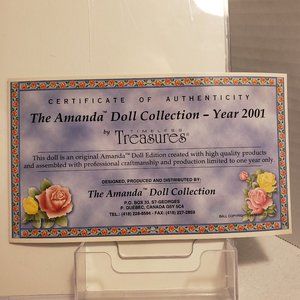 CERTIFICATE OF AUTHENTICITY
The Amanda™ Doll Collection – Year 2001
by TIMELESS Treasures®
This doll is an original Amanda™ Doll Edition created with high quality products
and assembled with professional craftmanship and production limited to one year only.
DESIGNED, PRODUCED AND DISTRIBUTED BY:
The Amanda™ Doll Collection
P.O. BOX 33, ST-GEORGES
P. QUEBEC, CANADA G5Y 5C4